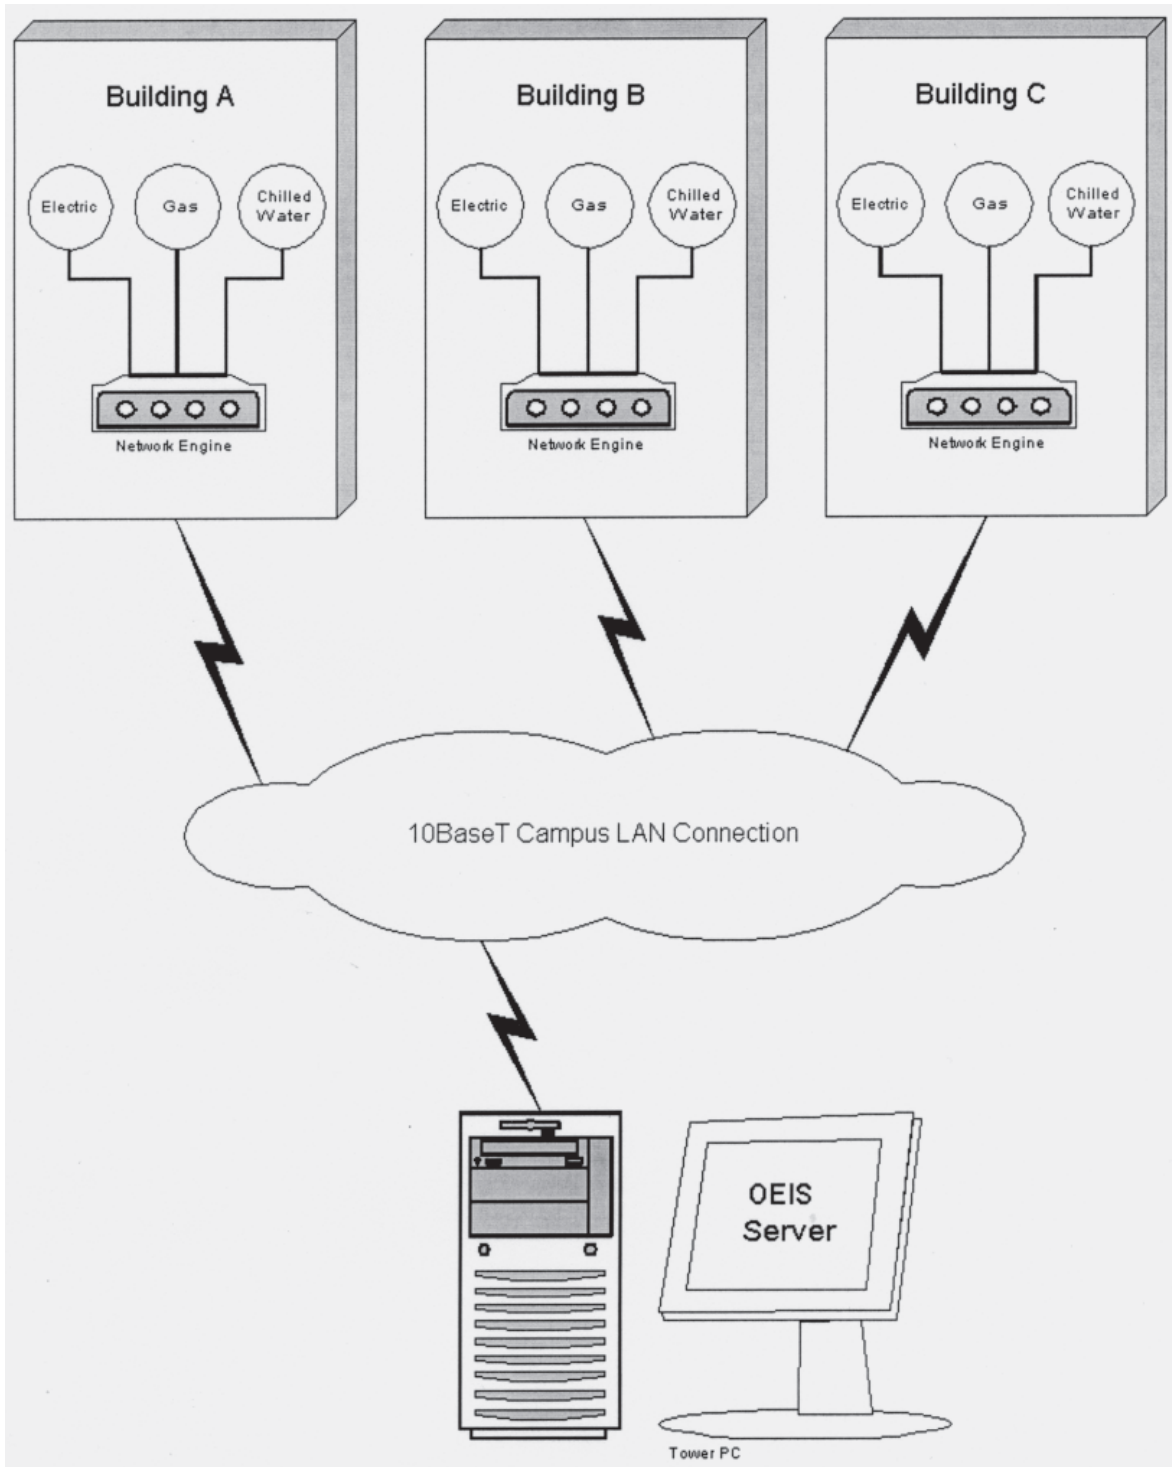 Building A
Building B
Building C
Electric
Gas
Chilled
Water
Electric
Gas
Chilled
Water
Electric
Gas
Chilled
Water
Network Engine
Network Engine
Network Engine
10BaseT Campus LAN Connection
OEIS
Server
Tower PC